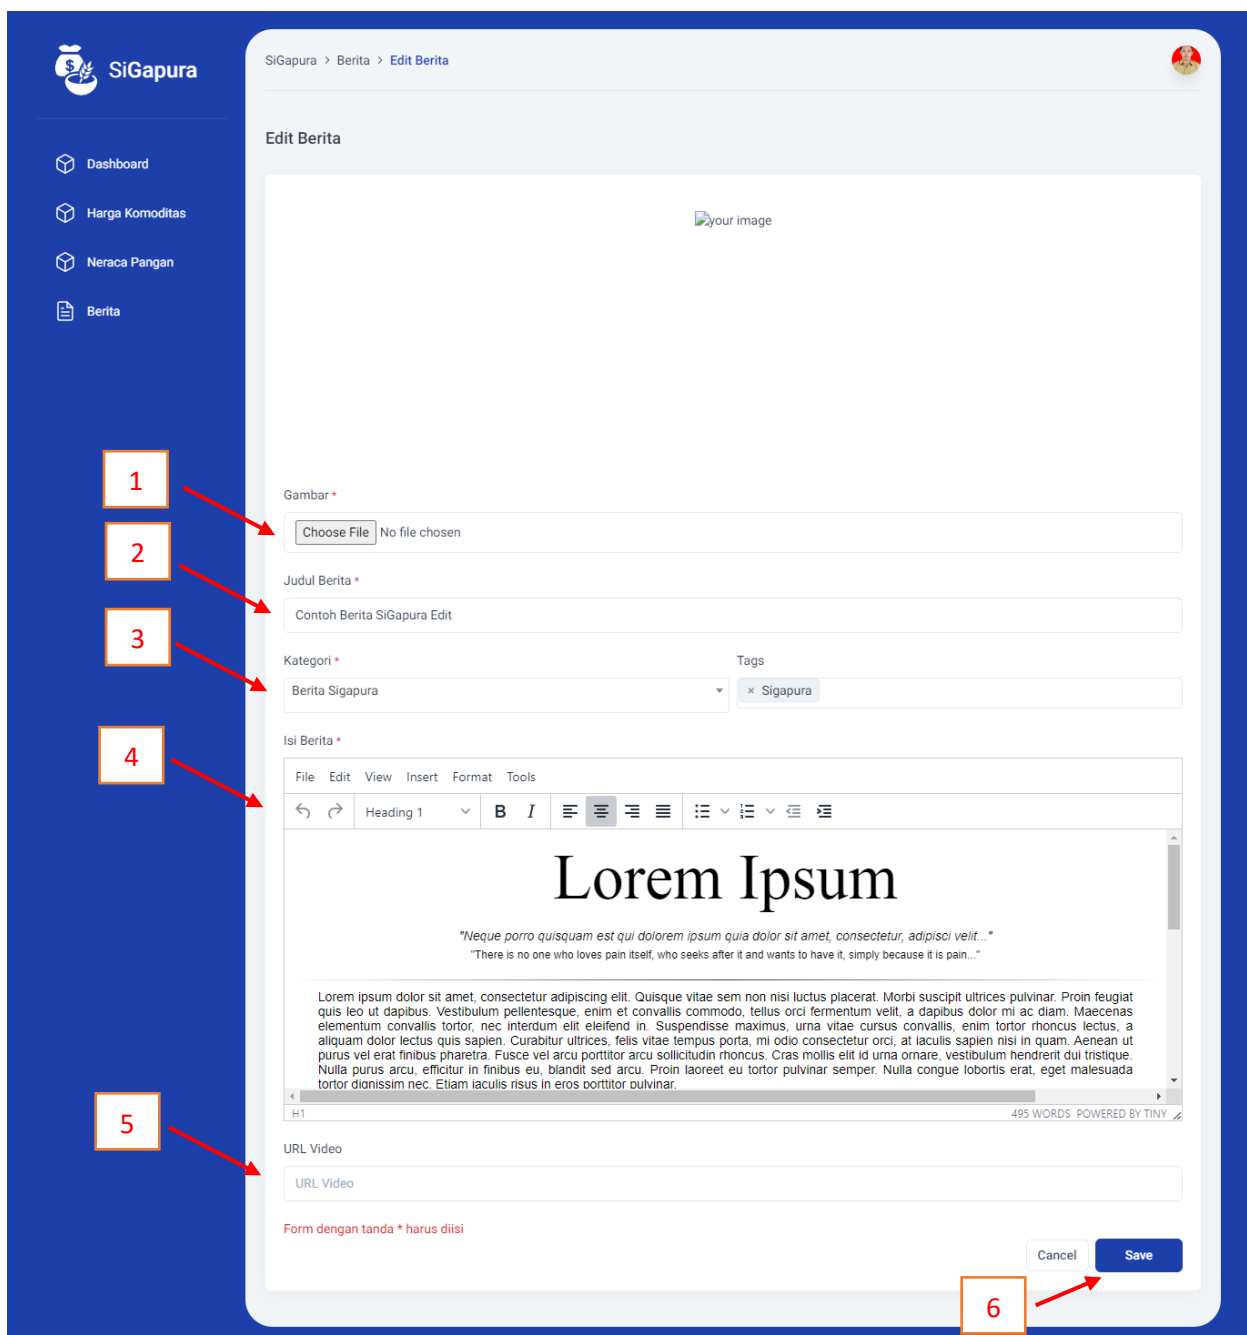 SiGapura
SiGapura > Berita > Edit Berita
Edit Berita
Dashboard
Harga Komoditas
Neraca Pangan
Berita
your image
1
Gambar *
Choose File No file chosen
2
Judul Berita *
Contoh Berita SiGapura Edit
3
Kategori * Tags
Berita Sigapura × Sigapura
4
Isi Berita *
File Edit View Insert Format Tools
Heading 1 B I
Lorem Ipsum
"Neque porro quisquam est qui dolorem ipsum quia dolor sit amet, consectetur, adipisci velit..."
"There is no one who loves pain itself, who seeks after it and wants to have it, simply because it is pain..."
Lorem ipsum dolor sit amet, consectetur adipiscing elit. Quisque vitae sem non nisi luctus placerat. Morbi suscipit ultrices pulvinar. Proin feugiat
quis leo ut dapibus. Vestibulum pellentesque, enim et convallis commodo, tellus orci fermentum velit, a dapibus dolor mi ac diam. Maecenas
elementum convallis tortor, nec interdum elit eleifend in. Suspendisse maximus, urna vitae cursus convallis, enim tortor rhoncus lectus, a
aliquam dolor lectus quis sapien. Curabitur ultrices, felis vitae tempus porta, mi odio consectetur orci, at iaculis sapien nisi in quam. Aenean ut
purus vel erat finibus pharetra. Fusce vel arcu porttitor arcu sollicitudin rhoncus. Cras mollis elit id urna ornare, vestibulum hendrerit dui tristique.
Nulla purus arcu, efficitur in finibus eu, blandit sed arcu. Proin laoreet eu tortor pulvinar semper. Nulla congue lobortis erat, eget malesuada
tortor dignissim nec. Etiam iaculis risus in eros porttitor pulvinar.
H1 495 WORDS POWERED BY TINY
5
URL Video
URL Video
Form dengan tanda * harus diisi
Cancel Save
6